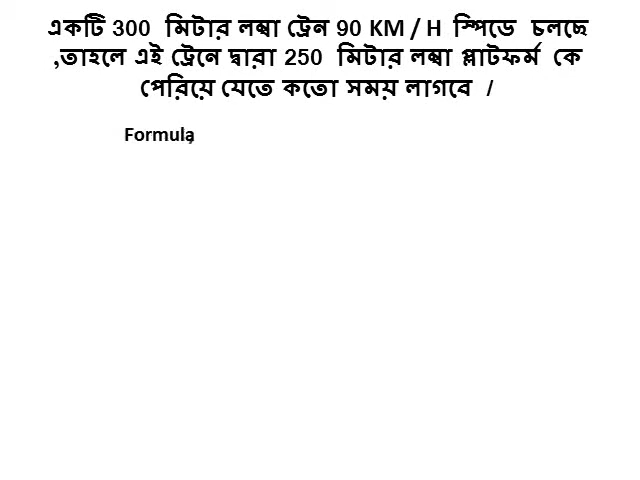 একটি 300 মিটার লম্বা ট্রেন 90 KM / H স্পিডে চলছে
,তাহলে এই ট্রেনে দ্বারা 250 মিটার লম্বা প্লাটফর্ম কে
পেরিয়ে যেতে কতো সময় লাগবে /
Formula,